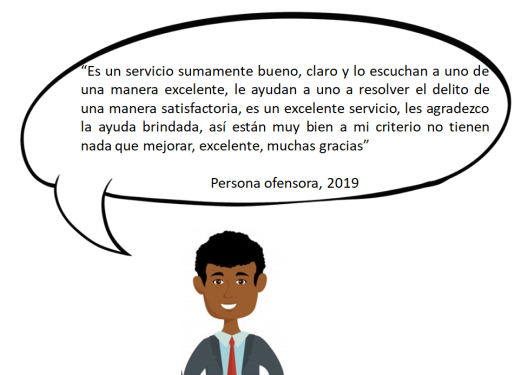 “Es un servicio sumamente bueno, claro y lo escuchan a uno de
una manera excelente, le ayudan a uno a resolver el delito de
una manera satisfactoria, es un excelente servicio, les agradezco
la ayuda brindada, así están muy bien a mi criterio no tienen
nada que mejorar, excelente, muchas gracias”
Persona ofensora, 2019